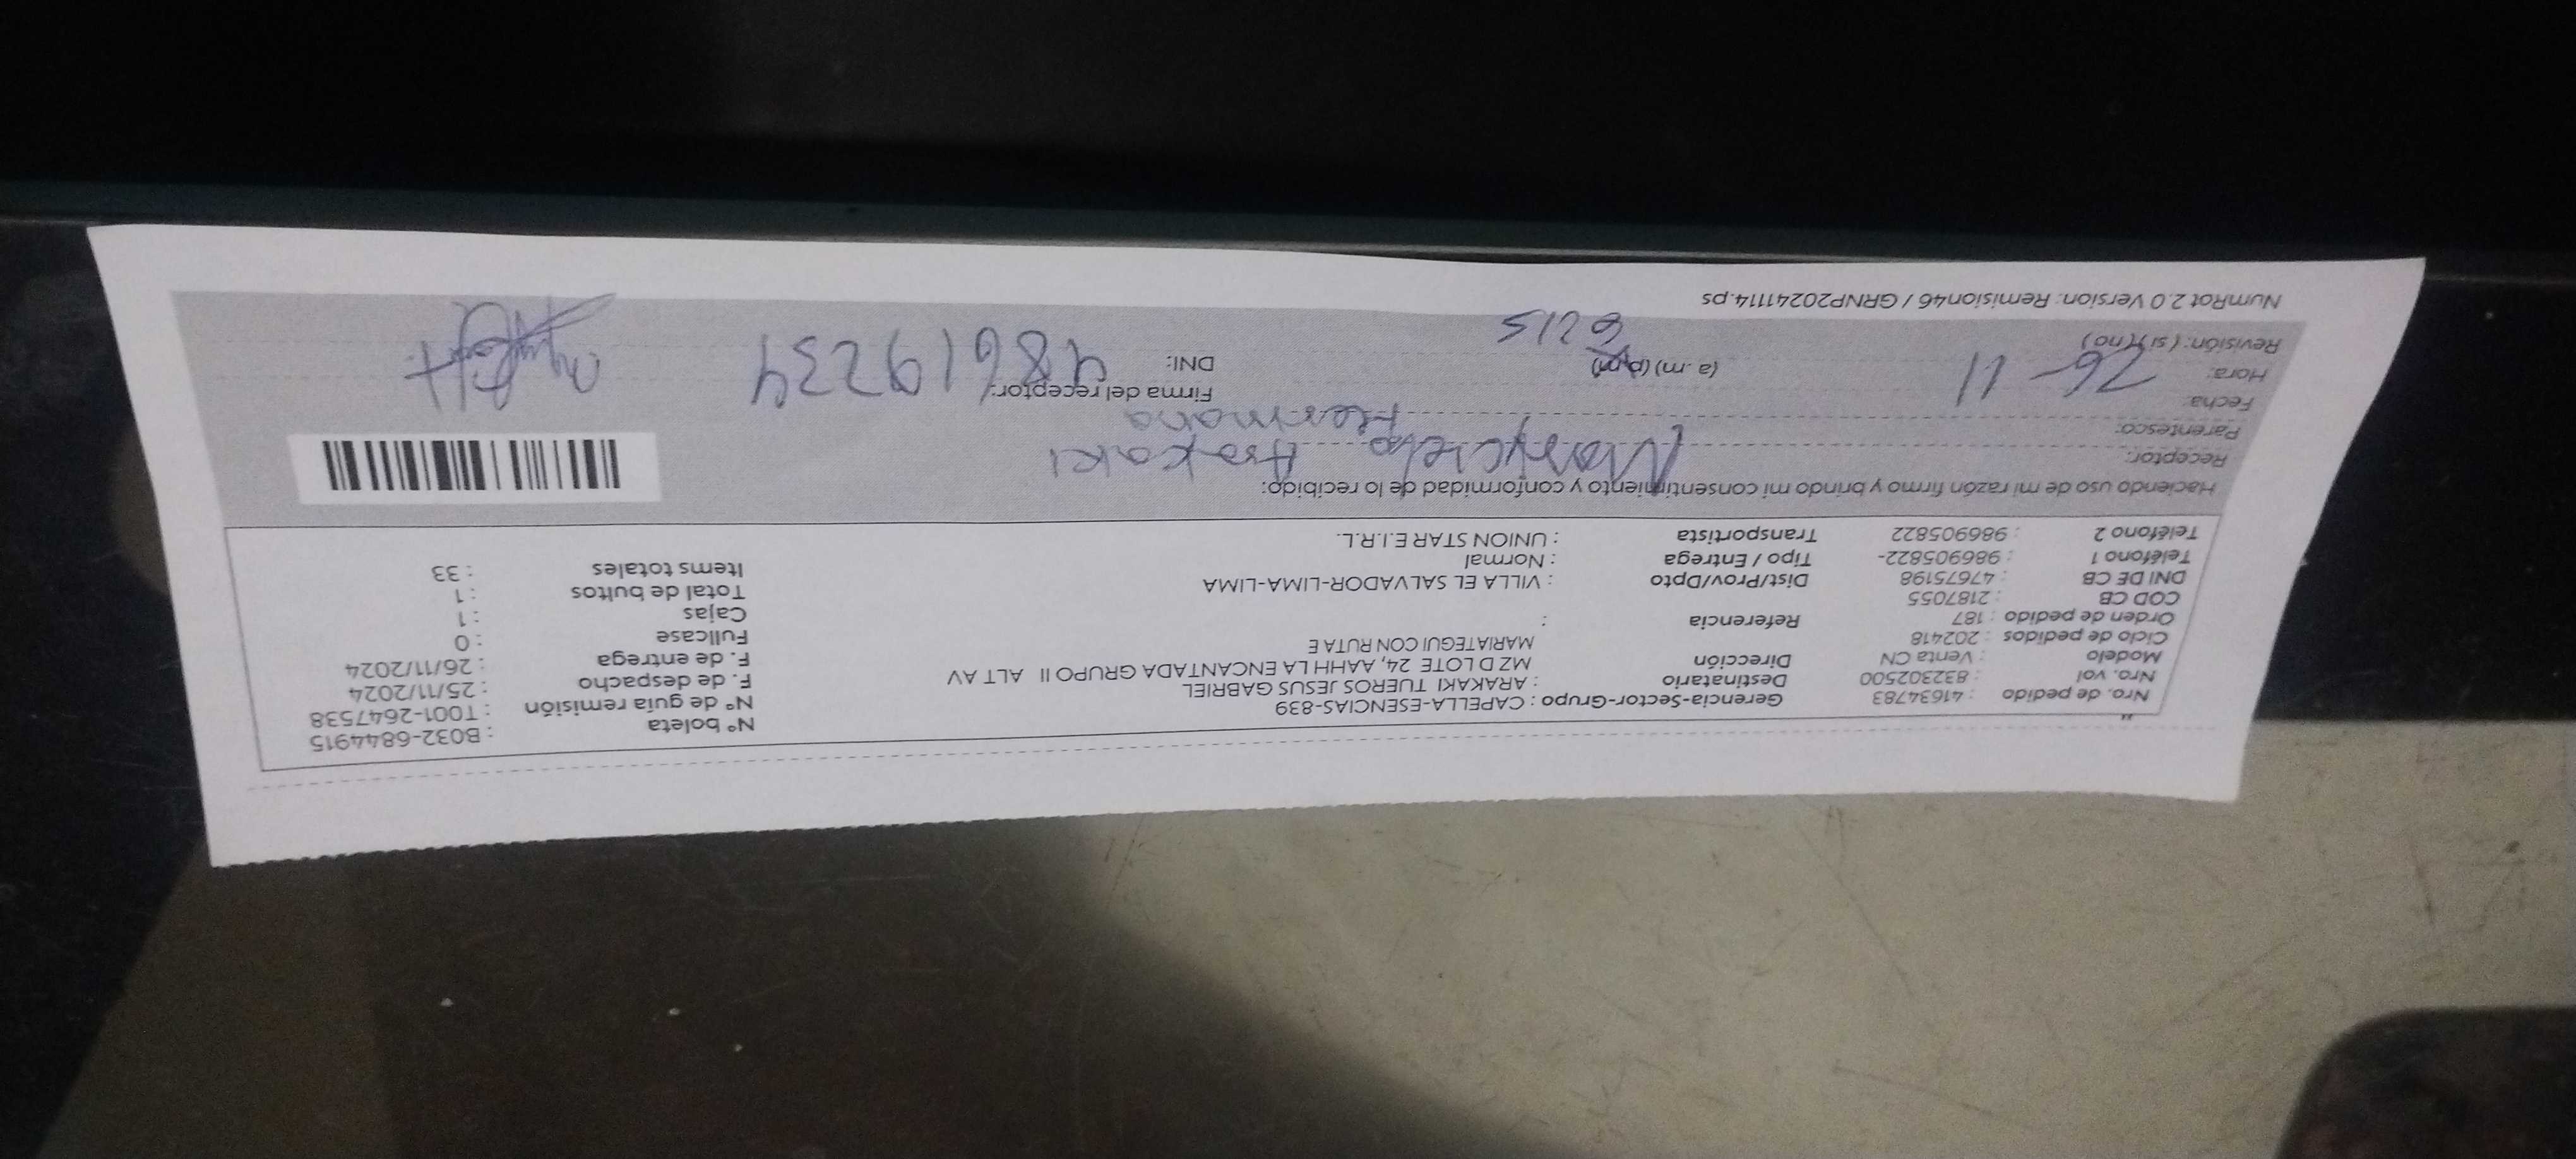 Nro. de pedido : 41634783 Gerencia-Sector-Grupo : CAPELLA-ESENCIAS-839 N° boleta : B032-6844915
Nro. vol : 832302500 Destinatario : ARAKAKI TUEROS JESUS GABRIEL N° de guía remisión : T001-2647538
Modelo : Venta CN Dirección MZ D LOTE 24, AAHH LA ENCANTADA GRUPO II ALT AV F. de despacho : 25/11/2024
Ciclo de pedidos : 202418 MARIATEGUI CON RUTA E F. de entrega : 26/11/2024
Orden de pedido : 187 Referencia : Fullcase : 0
COD CB : 2187055 Cajas : 1
DNI DE CB : 47675198 Dist/Prov/Dpto : VILLA EL SALVADOR-LIMA-LIMA Total de bultos : 1
Teléfono 1 : 986905822- Tipo / Entrega : Normal Items totales : 33
Teléfono 2 : 986905822 Transportista : UNION STAR E.I.R.L.
Haciendo uso de mi razón firmo y brindo mi consentimiento y conformidad de lo recibido:
Receptor: Arakaki
Parentesco: Hermana
Fecha: 26-11 Firma del receptor:
Hora: (a.m) (p.m) DNI: 48619234
Revisión: ( si ) ( no )
NumRot 2.0 Version: Remision46 / GRNP20241114.ps